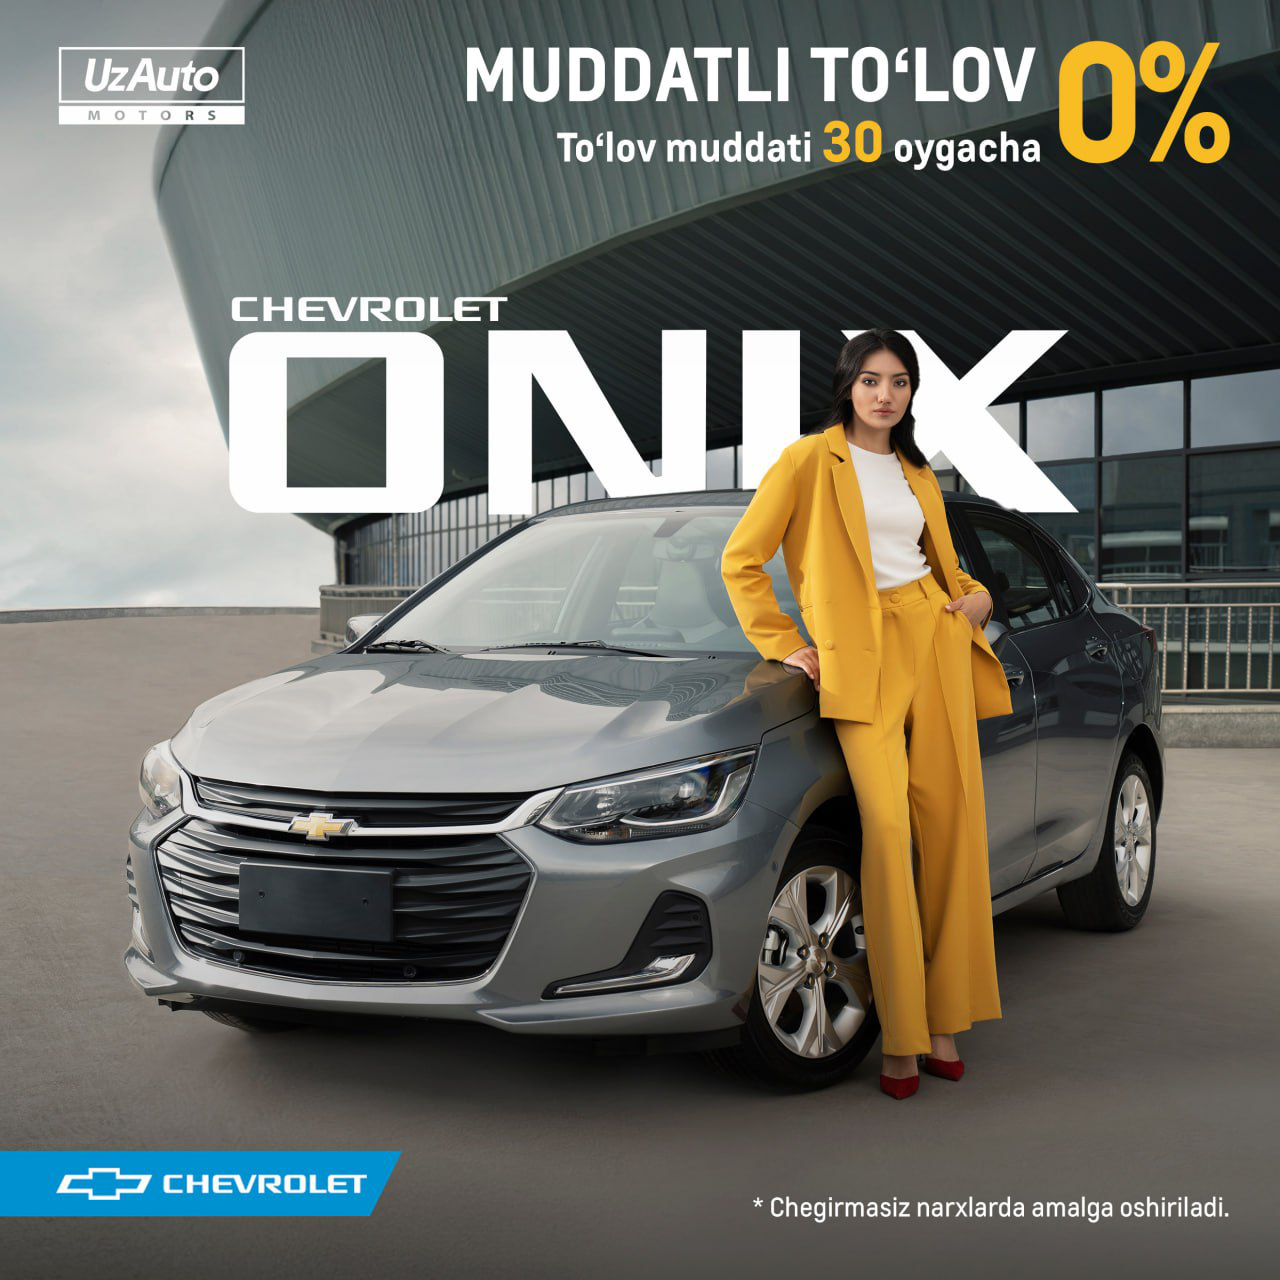 UzAuto
MOTORS
MUDDATLI TO‘LOV 0%
To‘lov muddati 30 oygacha
CHEVROLET
ONIX
CHEVROLET
* Chegirmasiz narxlarda amalga oshiriladi.